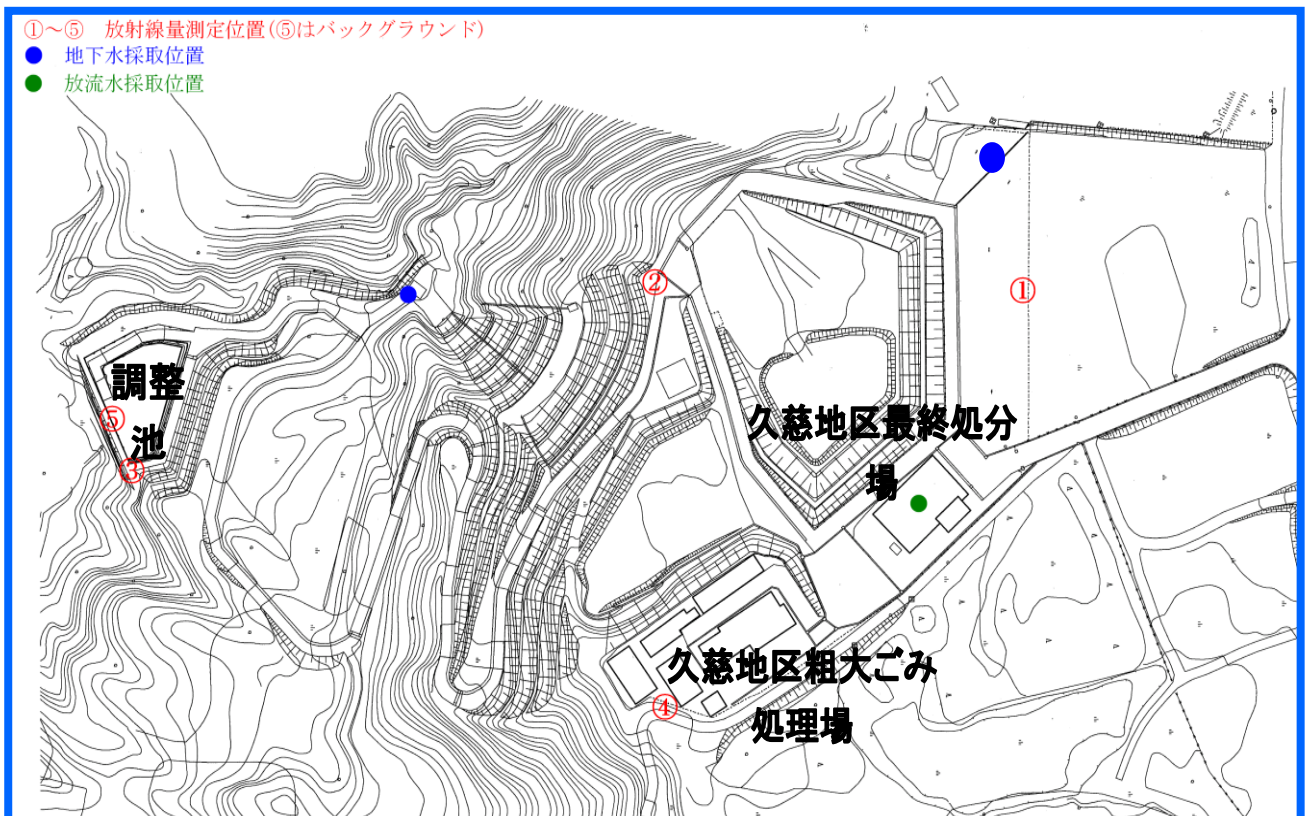 ①～⑤ 放射線量測定位置(⑤はバックグラウンド)
● 地下水採取位置
● 放流水採取位置
②
①
調整
池
⑤
③
久慈地区最終処分
場
久慈地区粗大ごみ
処理場
④